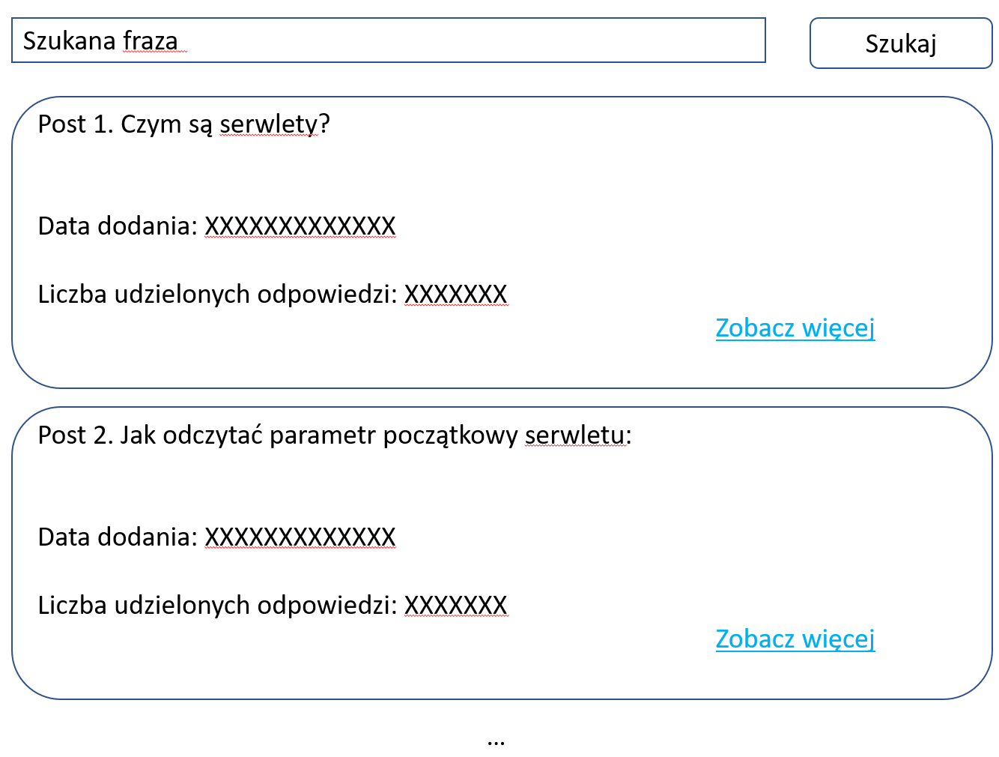 Szukana fraza
Szukaj
Post 1. Czym są serwlety?
Data dodania: XXXXXXXXXXXXX
Liczba udzielonych odpowiedzi: XXXXXXX
Zobacz więcej
Post 2. Jak odczytać parametr początkowy serwletu:
Data dodania: XXXXXXXXXXXXX
Liczba udzielonych odpowiedzi: XXXXXXX
Zobacz więcej
...